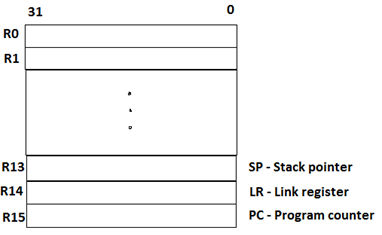 31 0
R0
R1
R13 SP - Stack pointer
R14 LR - Link register
R15 PC - Program counter